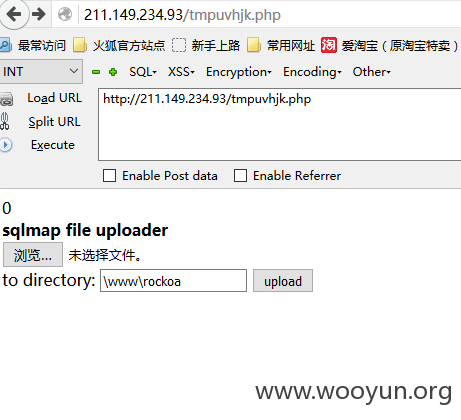 211.149.234.93/tmpuvhjk.php
最常访问 火狐官方站点 新手上路 常用网址 淘 爱淘宝（原淘宝特卖）
INT SQL XSS Encryption Encoding Other
Load URL http://211.149.234.93/tmpuvhjk.php
Split URL
Execute
Enable Post data Enable Referrer
0
sqlmap file uploader
浏览... 未选择文件。
to directory: \www\rockoa upload
www.wooyun.org